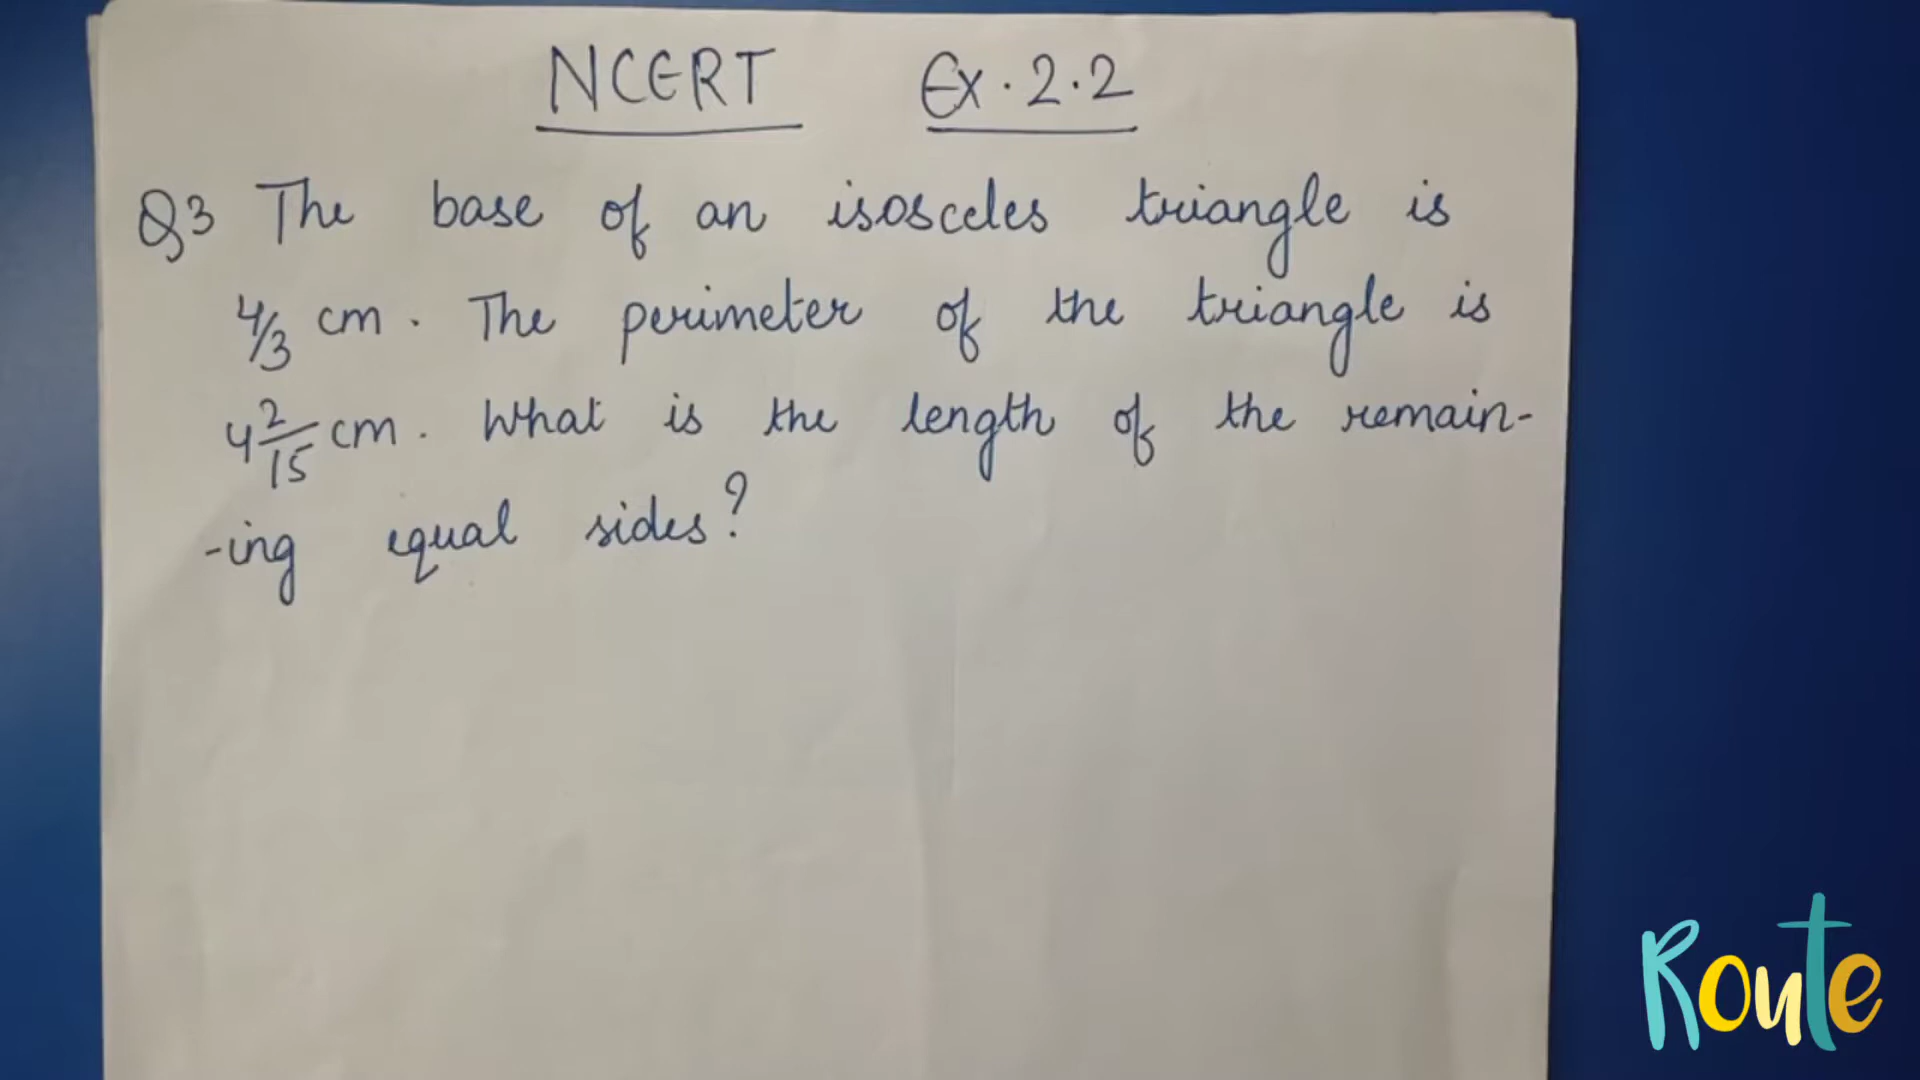 NCERT Ex. 2.2
Q3 The base of an isosceles triangle is
4/3 cm. The perimeter of the triangle is
4 2/15 cm. What is the length of the remain-
-ing equal sides?
Route